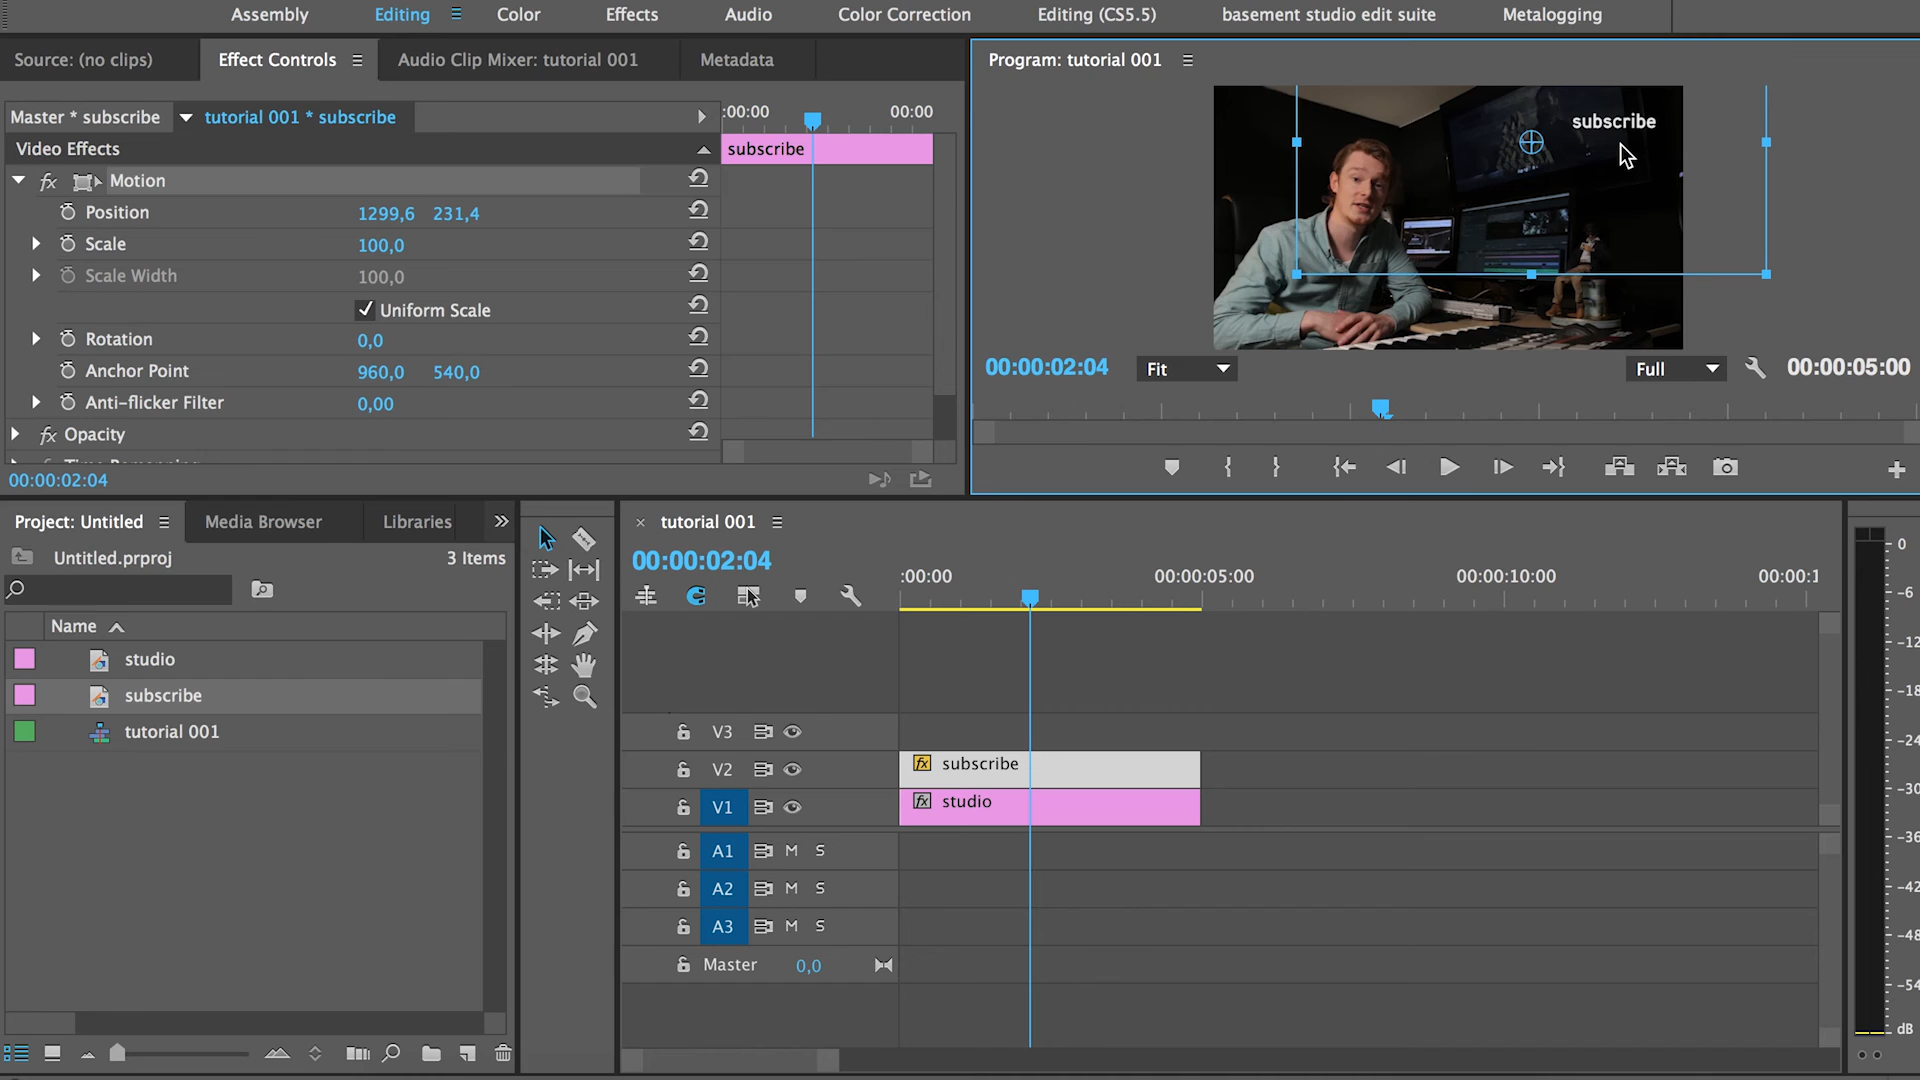 Assembly
Editing
Color
Effects
Audio
Color Correction
Editing (CS5.5)
basement studio edit suite
Metalogging
Source: (no clips)
Effect Controls
Audio Clip Mixer: tutorial 001
Metadata
Master * subscribe
tutorial 001 * subscribe
:00:00
00:00
Video Effects
subscribe
fx Motion
Position 1299,6 231,4
Scale 100,0
Scale Width 100,0
Uniform Scale
Rotation 0,0
Anchor Point 960,0 540,0
Anti-flicker Filter 0,00
fx Opacity
00:00:02:04
Program: tutorial 001
subscribe
00:00:02:04
Fit
Full
00:00:05:00
Project: Untitled
Media Browser
Libraries
Untitled.prproj
3 Items
Name
studio
subscribe
tutorial 001
tutorial 001
00:00:02:04
:00:00
00:00:05:00
00:00:10:00
00:00:1
V3
V2
fx subscribe
V1
fx studio
A1 M S
A2 M S
A3 M S
Master 0,0
0
-6
-12
-18
-24
-30
-36
-42
-48
-54
dB